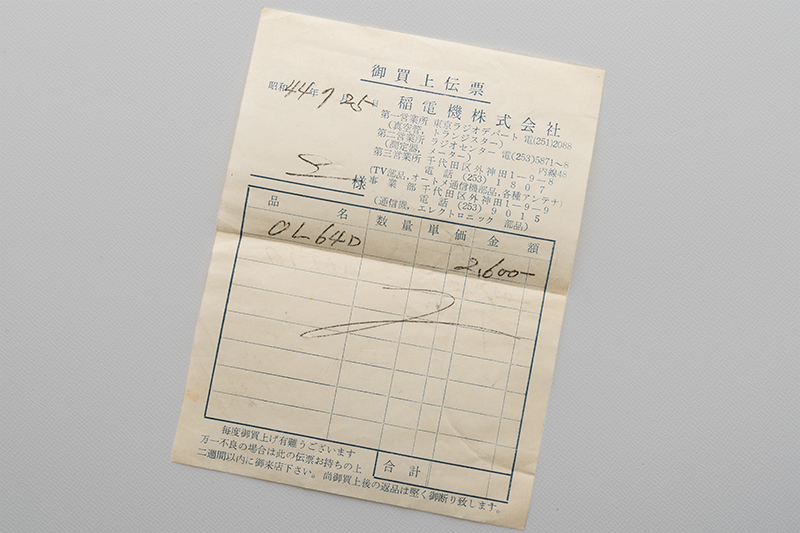 御買上伝票
昭和44年7月25日
稲電機株式会社
第一営業所 東京ラジオデパート 電(251)2088
(真空管, トランジスター)
第二営業所 ラジオセンター 電(253)5871〜8
(測定器, メーター) 内線48
第三営業所 千代田区外神田1－9－8
電話(253)1807
(TV部品,オートメ通信機部品,各種アンテナ)
事業部 千代田区外神田1－9－9
電話(253)9015
(通信機,エレクトロニック部品)
上様
品名 数量 単価 金額
OL-64D 2,600-
合計
毎度御買上げ有難うございます
万一不良の場合は此の伝票お持ちの上
二週間以内に御来店下さい。尚御買上後の返品は堅く御断り致します。